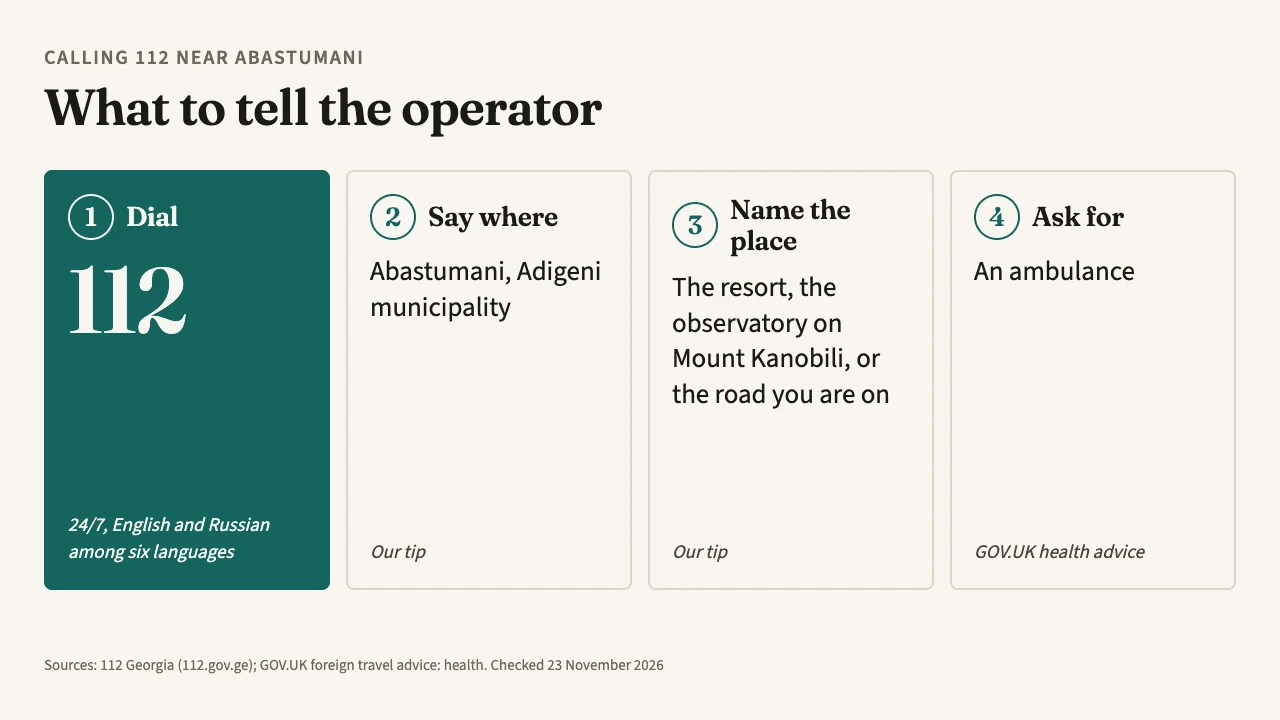 CALLING 112 NEAR ABASTUMANI
What to tell the operator
1 Dial
112
24/7, English and Russian
among six languages
2 Say where
Abastumani, Adigeni
municipality
Our tip
3 Name the
place
The resort, the
observatory on
Mount Kanobili, or
the road you are on
Our tip
4 Ask for
An ambulance
GOV.UK health advice
Sources: 112 Georgia (112.gov.ge); GOV.UK foreign travel advice: health. Checked 23 November 2026